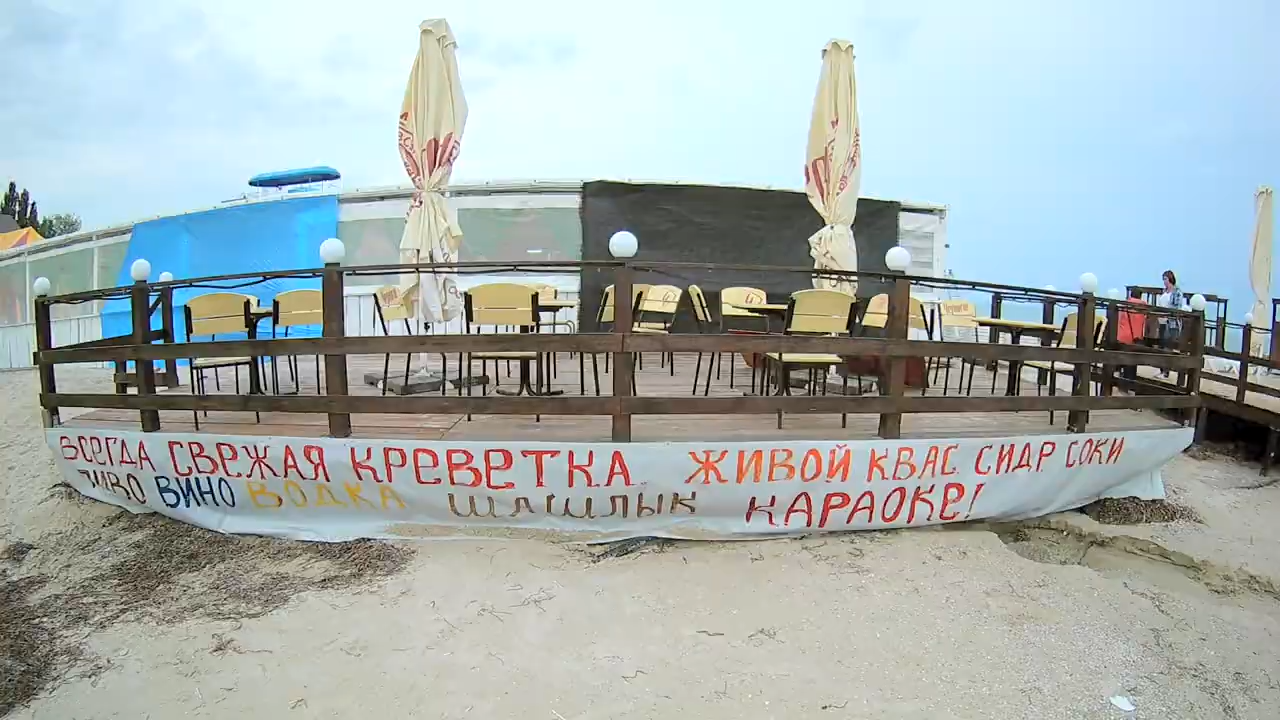 ВСЕГДА СВЕЖАЯ КРЕВЕТКА ЖИВОЙ КВАС СИДР СОКИ
ПИВО ВИНО ВОДКА ШАШЛЫК КАРАОКЕ!